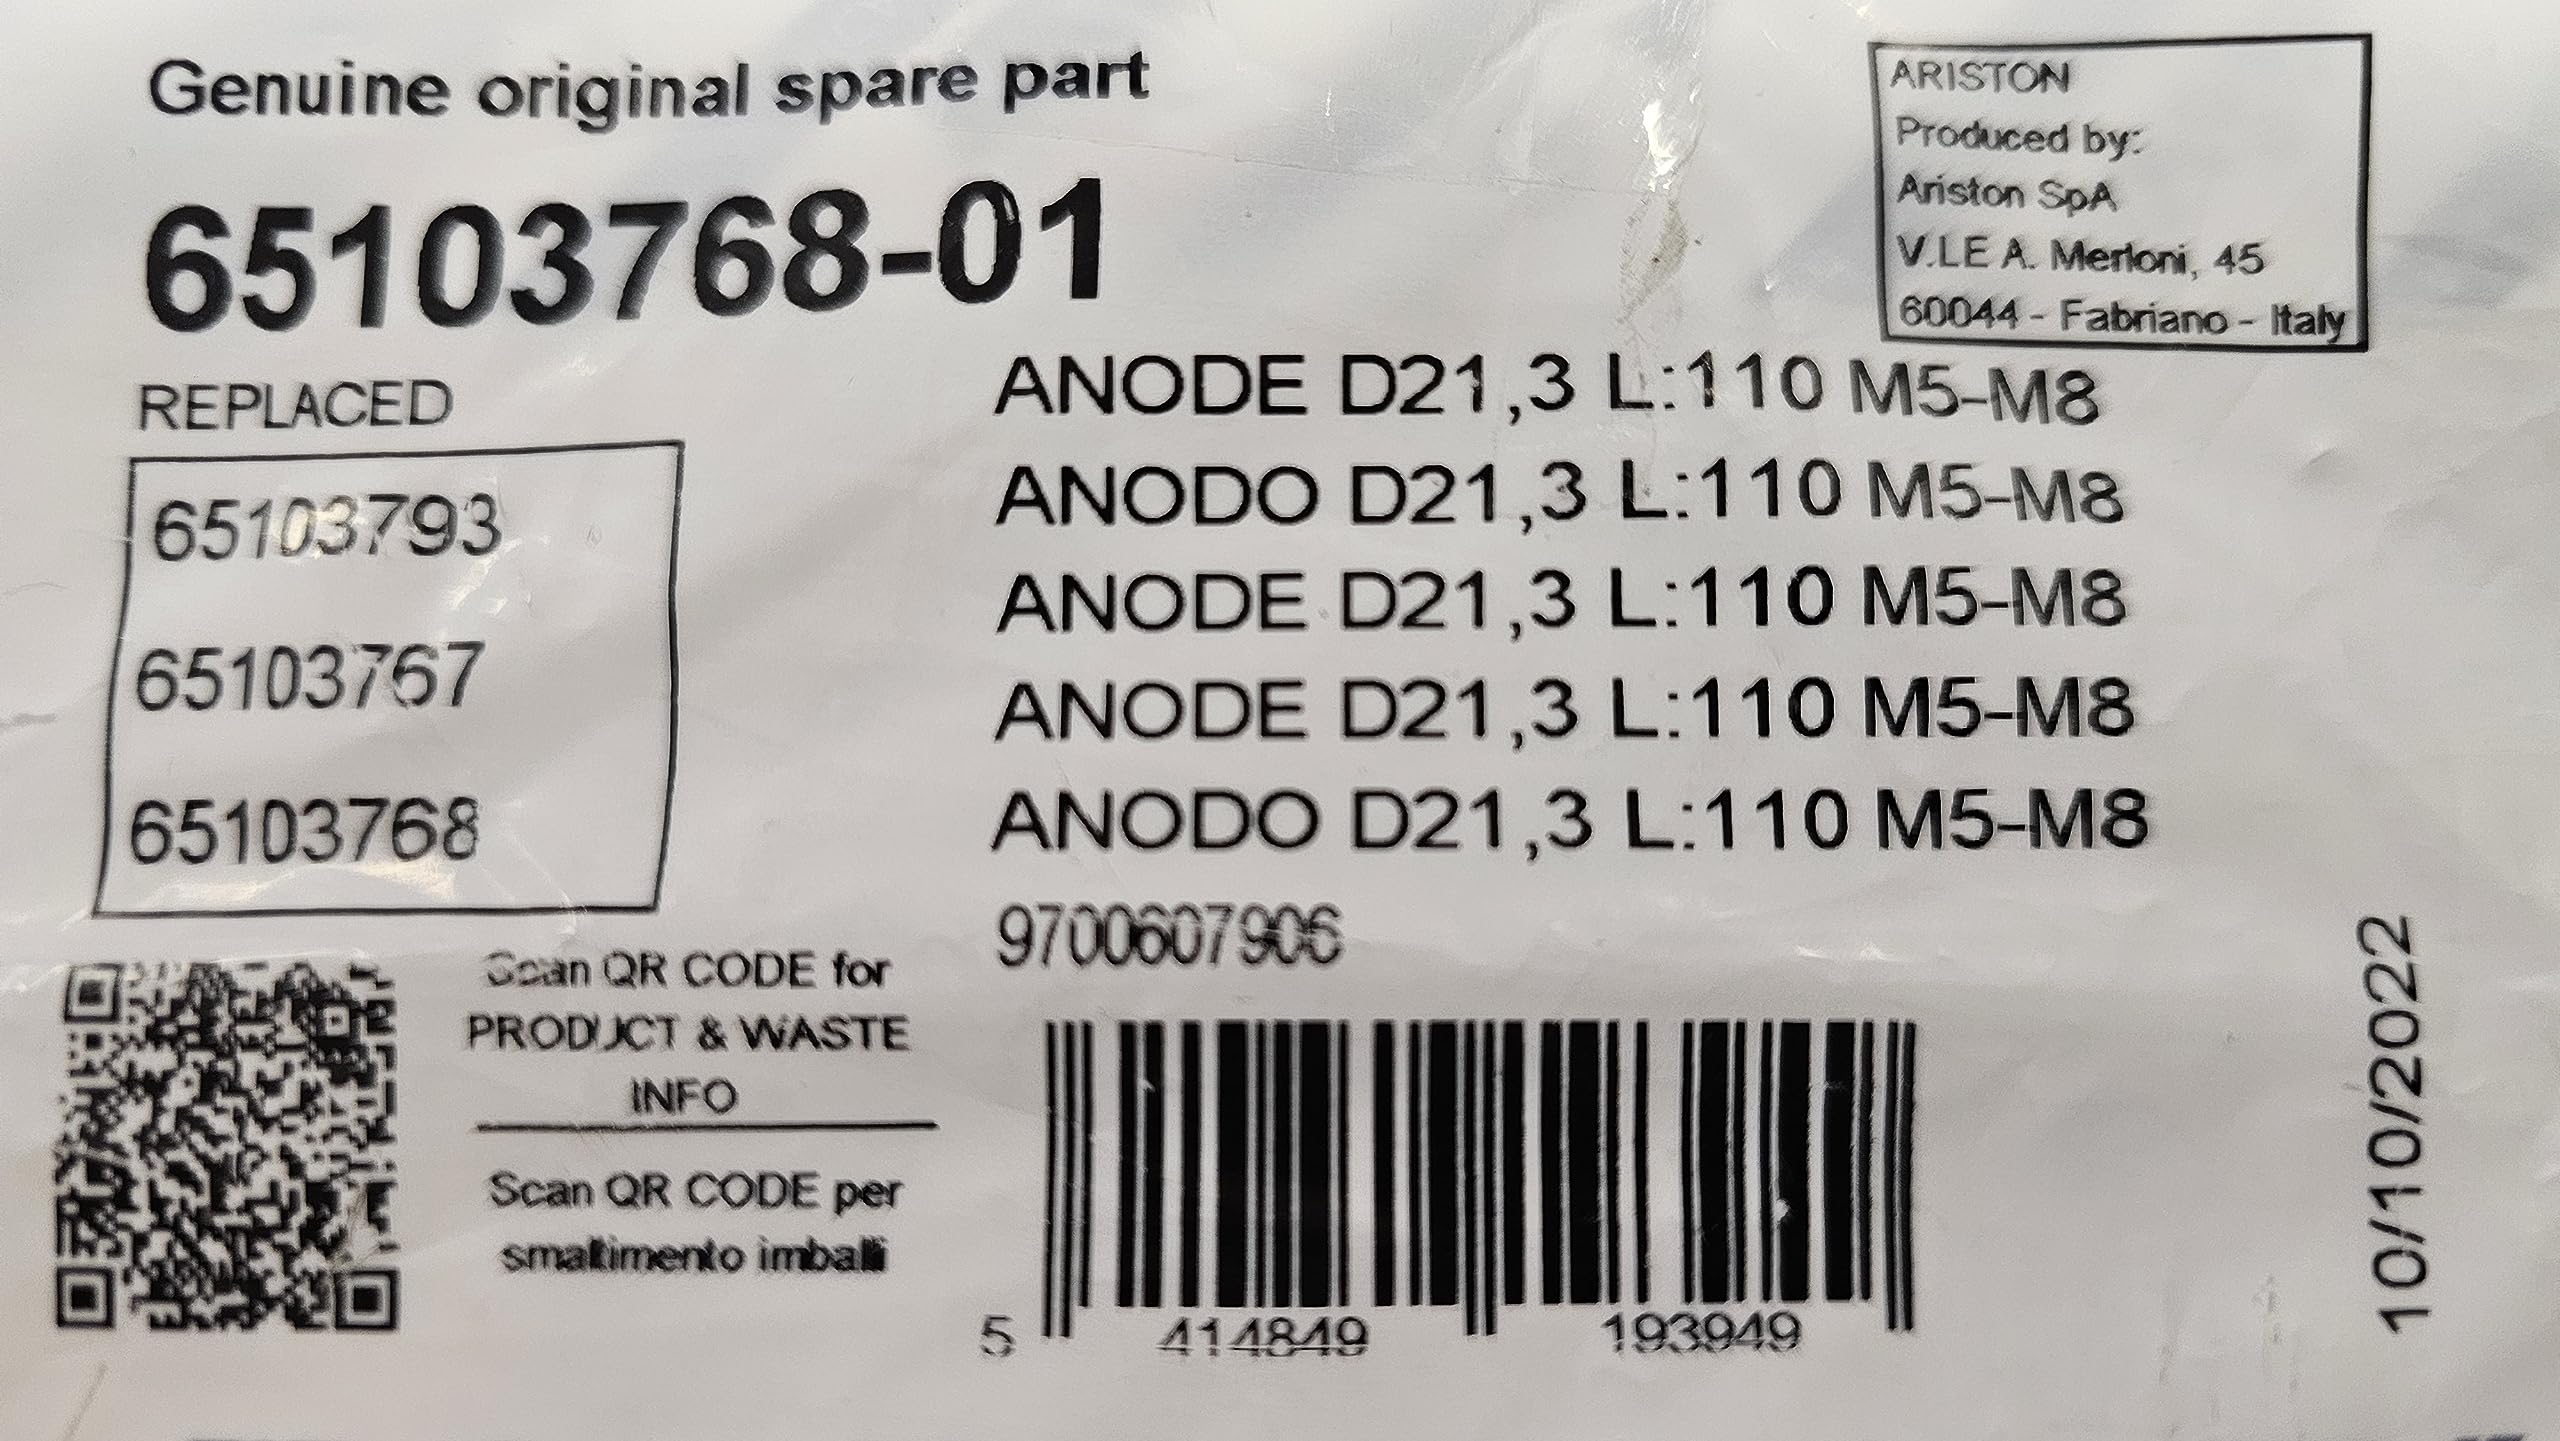 Genuine original spare part
65103768-01
ARISTON
Produced by:
Ariston SpA
V.LE A. Merloni, 45
60044 - Fabriano - Italy
REPLACED
65103793
65103767
65103768
ANODE D21,3 L:110 M5-M8
ANODO D21,3 L:110 M5-M8
ANODE D21,3 L:110 M5-M8
ANODE D21,3 L:110 M5-M8
ANODO D21,3 L:110 M5-M8
9700607906
Scan QR CODE for
PRODUCT & WASTE
INFO
Scan QR CODE per
smaltimento imballi
5 414849 193949
10/10/2022